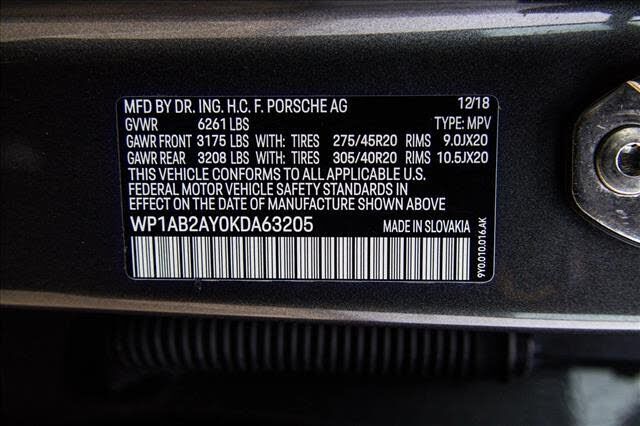 MFD BY DR. ING. H.C. F. PORSCHE AG 12/18
GVWR 6261 LBS TYPE: MPV
GAWR FRONT 3175 LBS WITH: TIRES 275/45R20 RIMS 9.0JX20
GAWR REAR 3208 LBS WITH: TIRES 305/40R20 RIMS 10.5JX20
THIS VEHICLE CONFORMS TO ALL APPLICABLE U.S.
FEDERAL MOTOR VEHICLE SAFETY STANDARDS IN
EFFECT ON THE DATE OF MANUFACTURE SHOWN ABOVE
WP1AB2AY0KDA63205 MADE IN SLOVAKIA
9Y0.010.016.AK